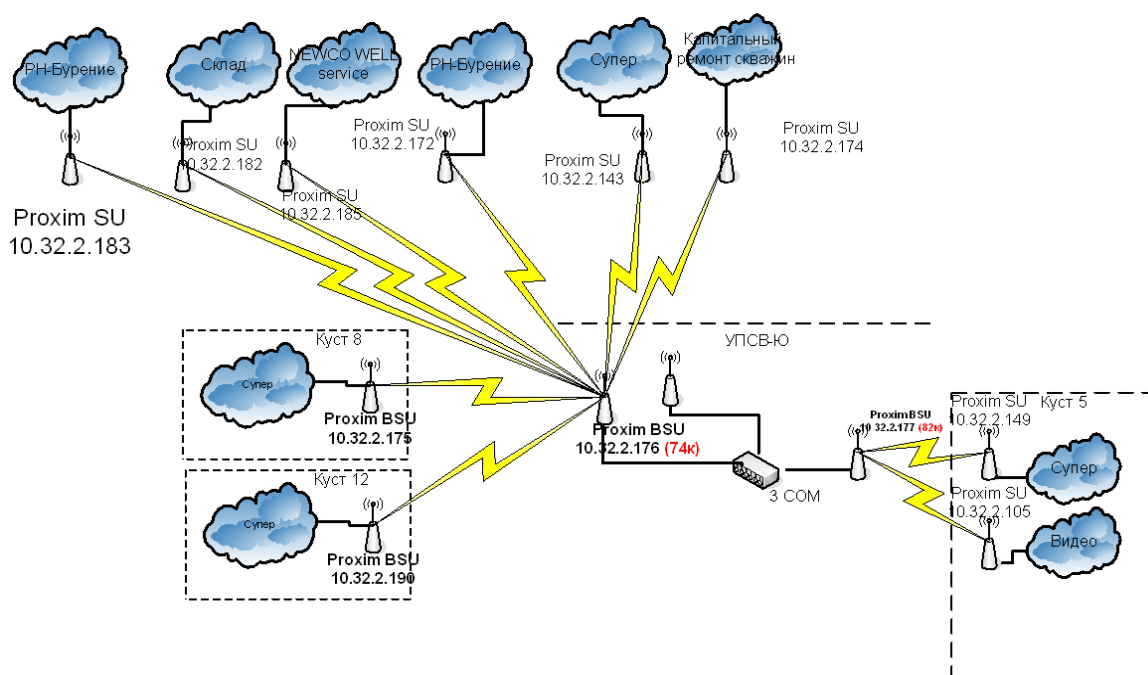 РН-Бурение
Склад
NEWCO WELL
service
РН-Бурение
Супер
Капитальный
ремонт скважин
Proxim SU
10.32.2.183
Proxim SU
10.32.2.182
Proxim SU
10.32.2.185
Proxim SU
10.32.2.172
Proxim SU
10.32.2.143
Proxim SU
10.32.2.174
УПСВ-Ю
Куст 8
Супер
Proxim BSU
10.32.2.175
Proxim BSU
10.32.2.176 (74к)
3 COM
Proxim BSU
10.32.2.177 (82к)
Куст 5
Proxim SU
10.32.2.149
Супер
Proxim SU
10.32.2.105
Видео
Куст 12
Супер
Proxim BSU
10.32.2.190